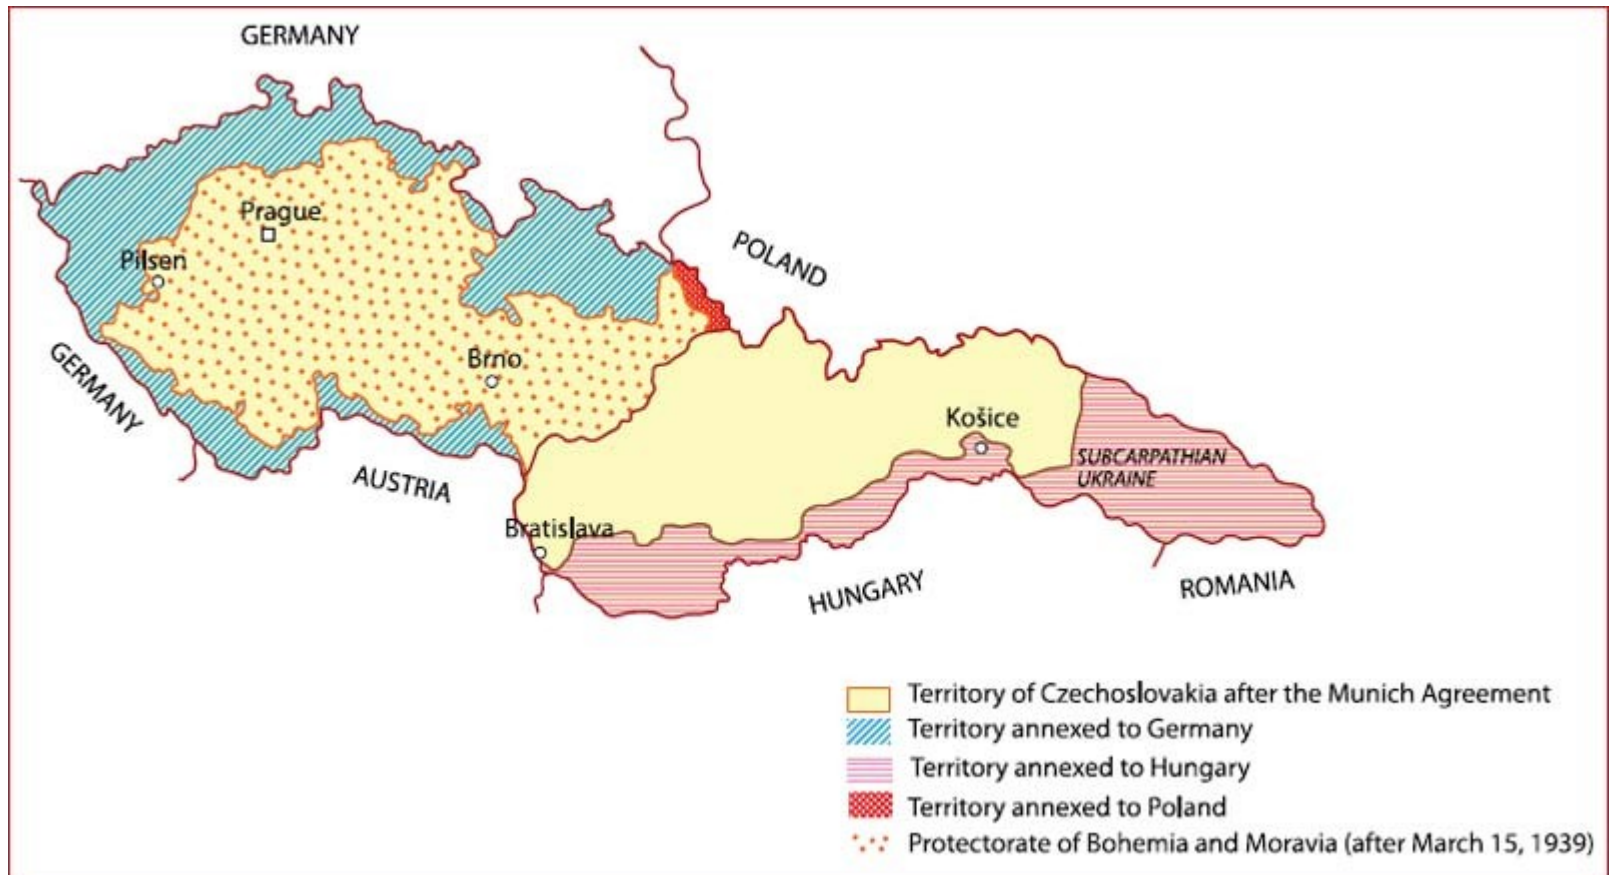 GERMANY
Prague
Pilsen
POLAND
GERMANY
Brno
Košice
SUBCARPATHIAN
UKRAINE
AUSTRIA
Bratislava
HUNGARY
ROMANIA
Territory of Czechoslovakia after the Munich Agreement
Territory annexed to Germany
Territory annexed to Hungary
Territory annexed to Poland
Protectorate of Bohemia and Moravia (after March 15, 1939)